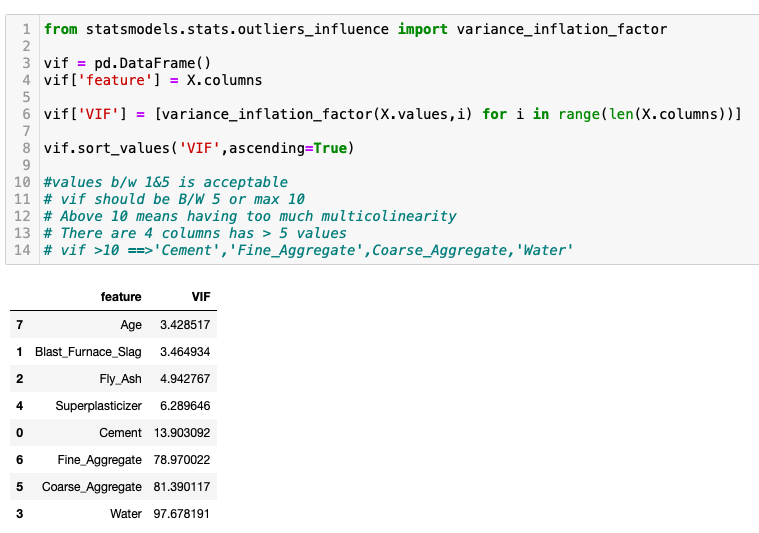 1 from statsmodels.stats.outliers_influence import variance_inflation_factor
2
3 vif = pd.DataFrame()
4 vif['feature'] = X.columns
5
6 vif['VIF'] = [variance_inflation_factor(X.values,i) for i in range(len(X.columns))]
7
8 vif.sort_values('VIF',ascending=True)
9
10 #values b/w 1&5 is acceptable
11 # vif should be B/W 5 or max 10
12 # Above 10 means having too much multicolinearity
13 # There are 4 columns has > 5 values
14 # vif >10 ==>'Cement','Fine_Aggregate',Coarse_Aggregate,'Water'
feature VIF
7 Age 3.428517
1 Blast_Furnace_Slag 3.464934
2 Fly_Ash 4.942767
4 Superplasticizer 6.289646
0 Cement 13.903092
6 Fine_Aggregate 78.970022
5 Coarse_Aggregate 81.390117
3 Water 97.678191